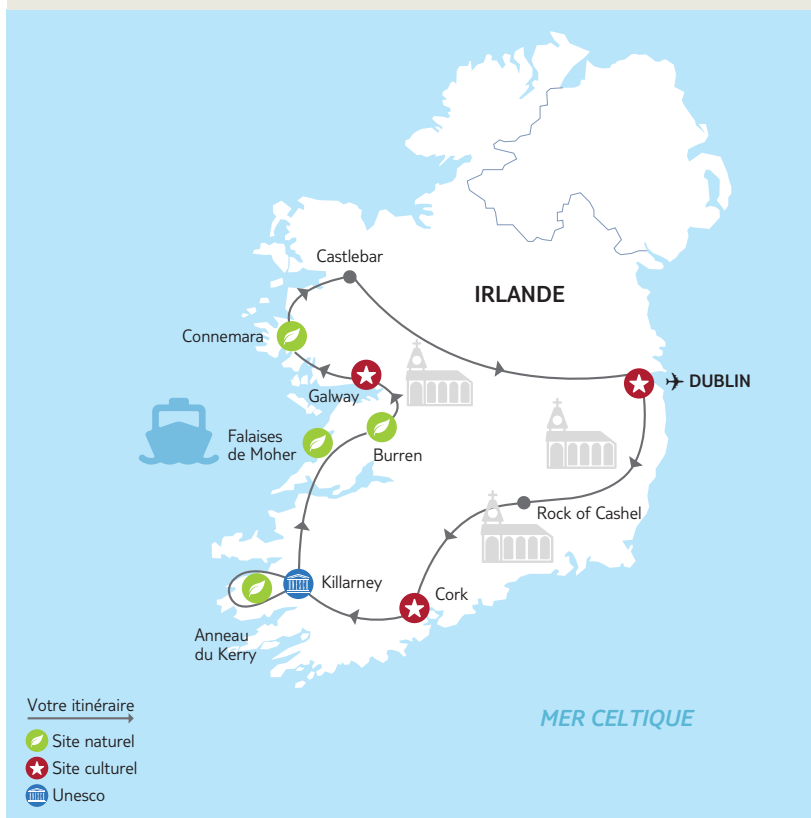 Castlebar
IRLANDE
Connemara
Galway
DUBLIN
Falaises
de Moher
Burren
Rock of Cashel
Killarney
Cork
Anneau
du Kerry
MER CELTIQUE
Votre itinéraire
Site naturel
Site culturel
Unesco